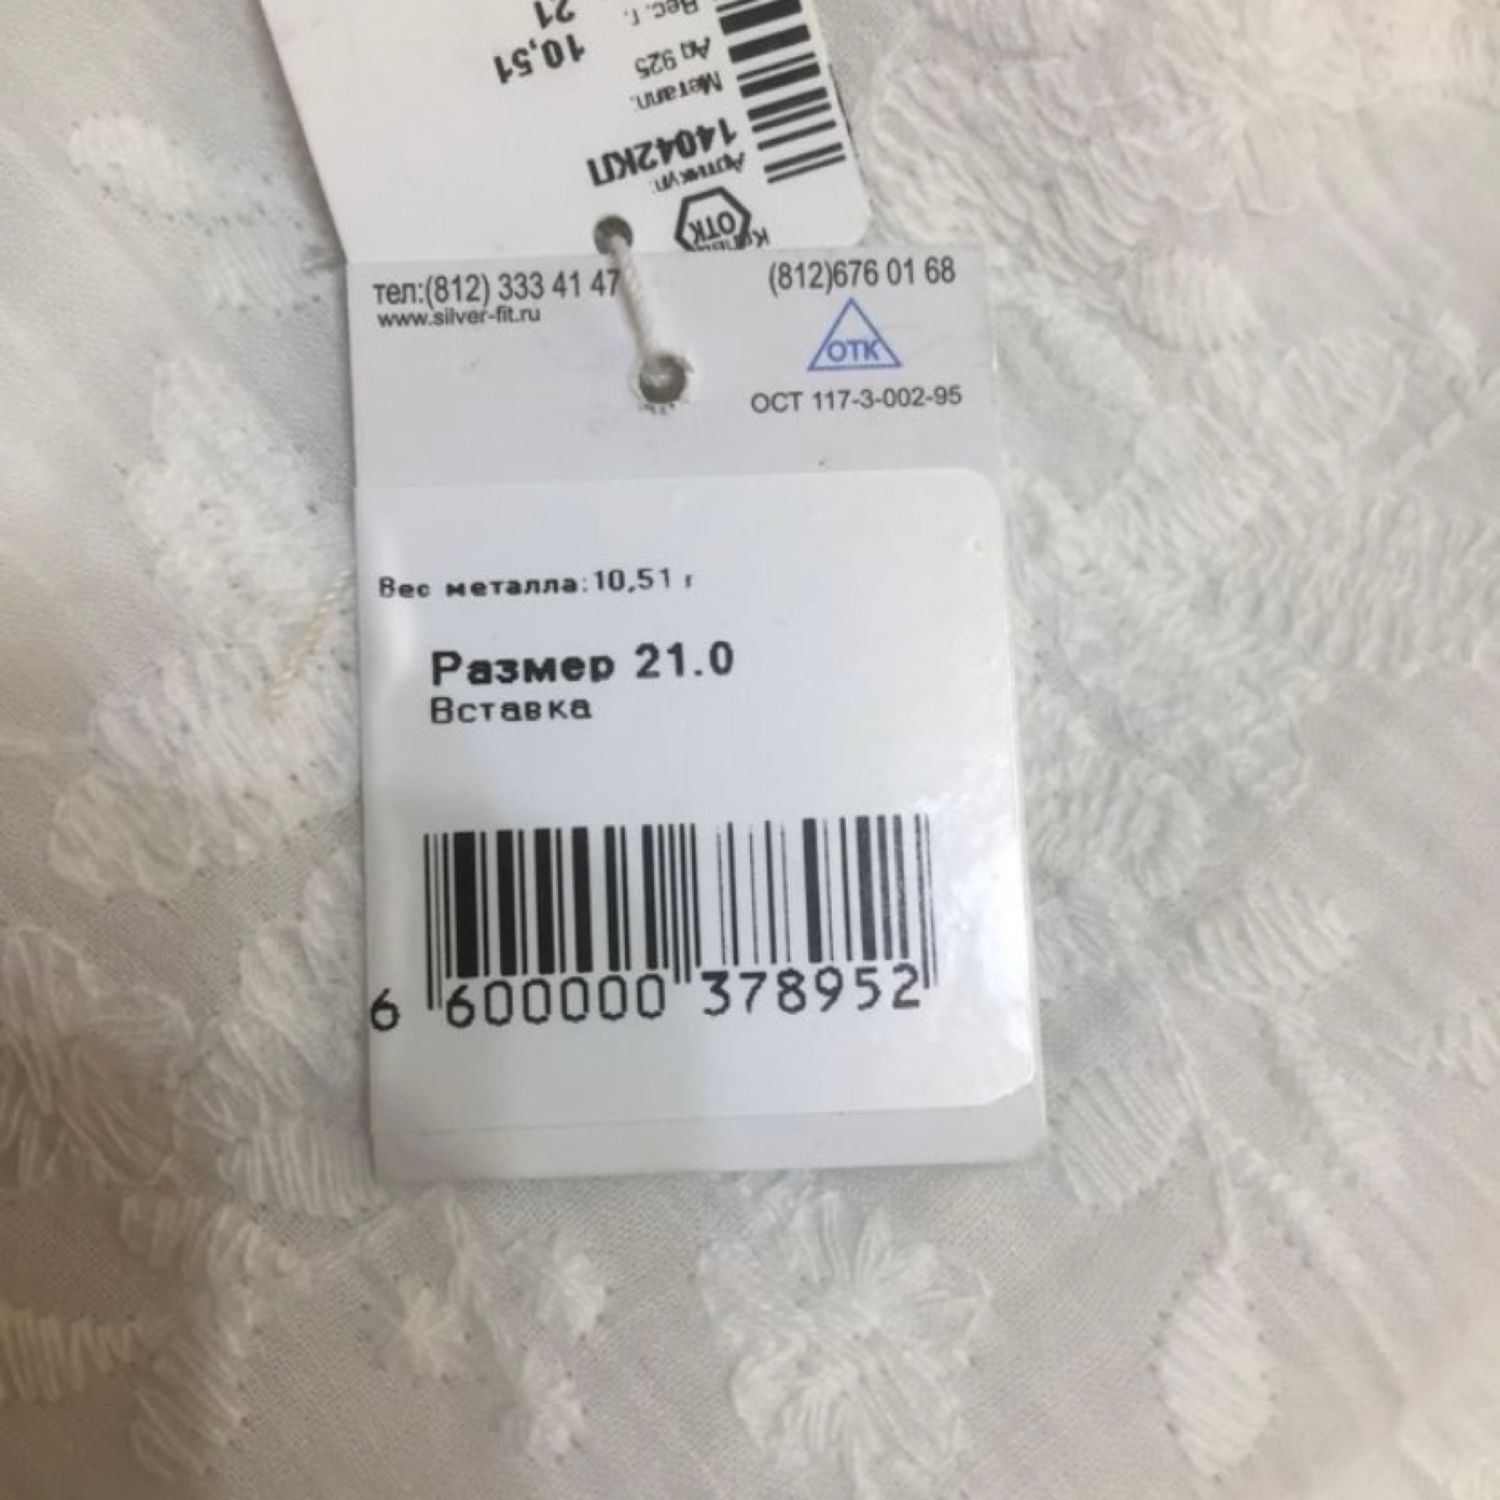 Вес. г.
21
10,51
Ag 925
Металл:
14042КП
Артикул:
ОТК
тел:(812) 333 41 47 (812)676 01 68
www.silver-fit.ru
ОТК
ОСТ 117-3-002-95
Вес металла:10,51 г
Размер 21.0
Вставка
6 600000 378952